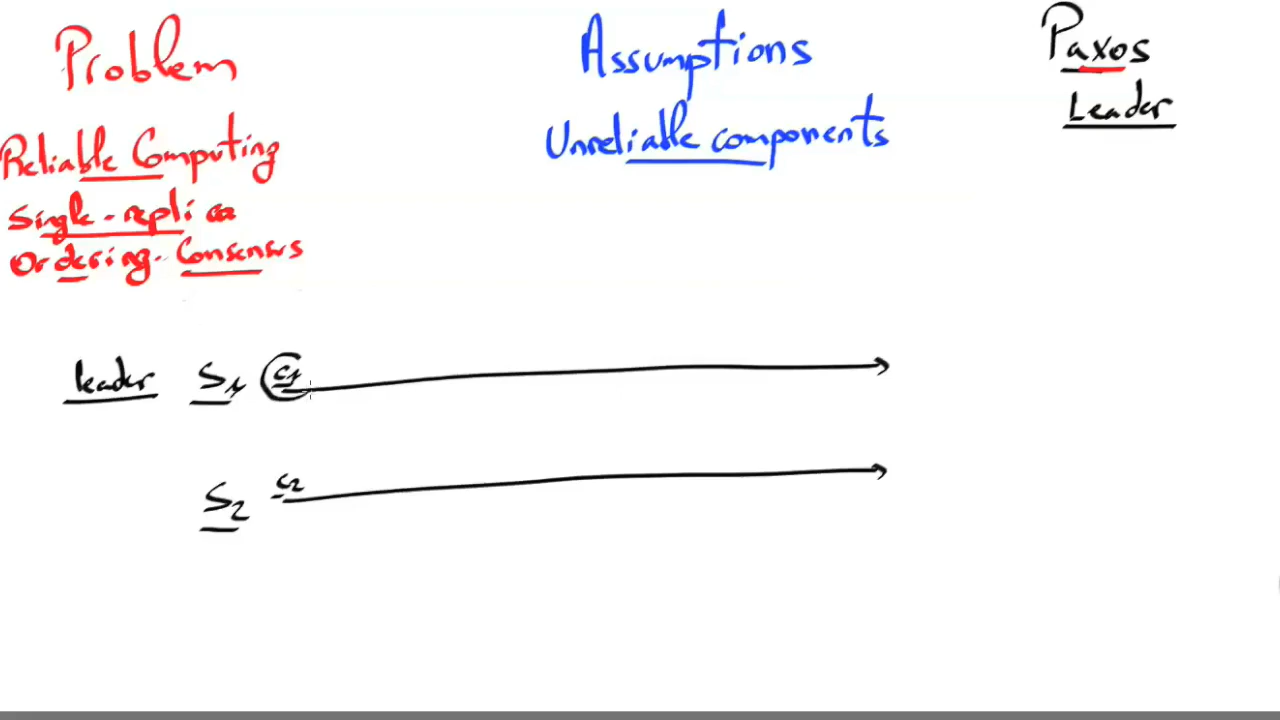 Problem
Reliable Computing
Single-replica
Ordering-Consensus
Assumptions
Unreliable components
Paxos
Leader
leader S1 C1
S2 C2